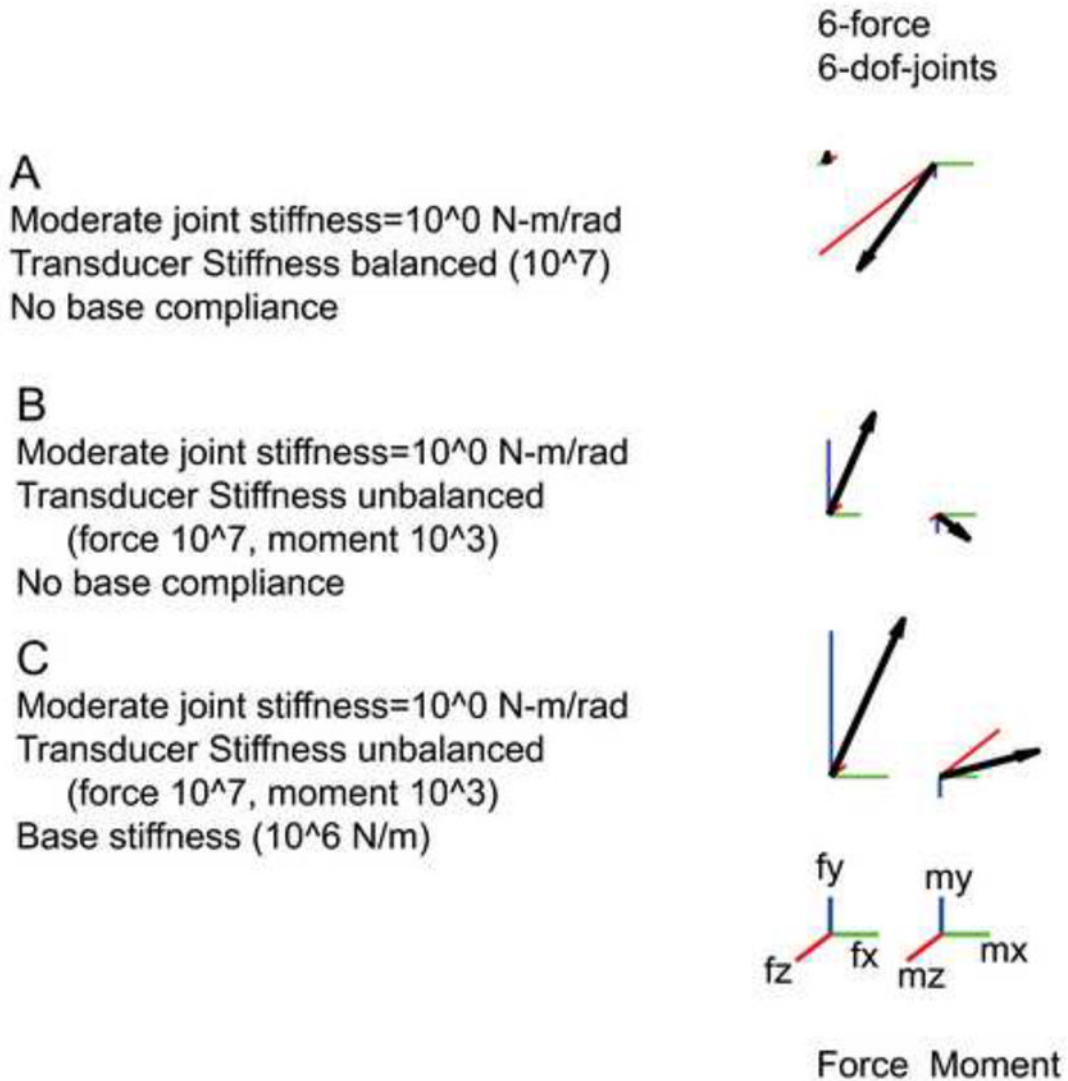 6-force
6-dof-joints
A
Moderate joint stiffness=10^0 N-m/rad
Transducer Stiffness balanced (10^7)
No base compliance
B
Moderate joint stiffness=10^0 N-m/rad
Transducer Stiffness unbalanced
(force 10^7, moment 10^3)
No base compliance
C
Moderate joint stiffness=10^0 N-m/rad
Transducer Stiffness unbalanced
(force 10^7, moment 10^3)
Base stiffness (10^6 N/m)
fy my
fz fx mz mx
Force Moment